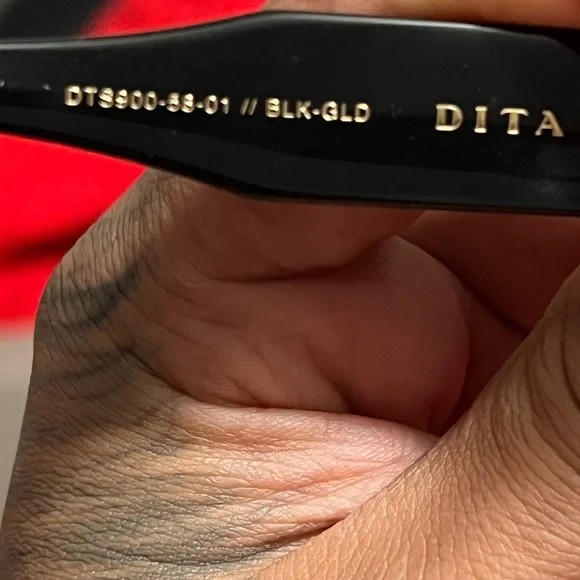 DTS900-58-01 // BLK-GLD DITA